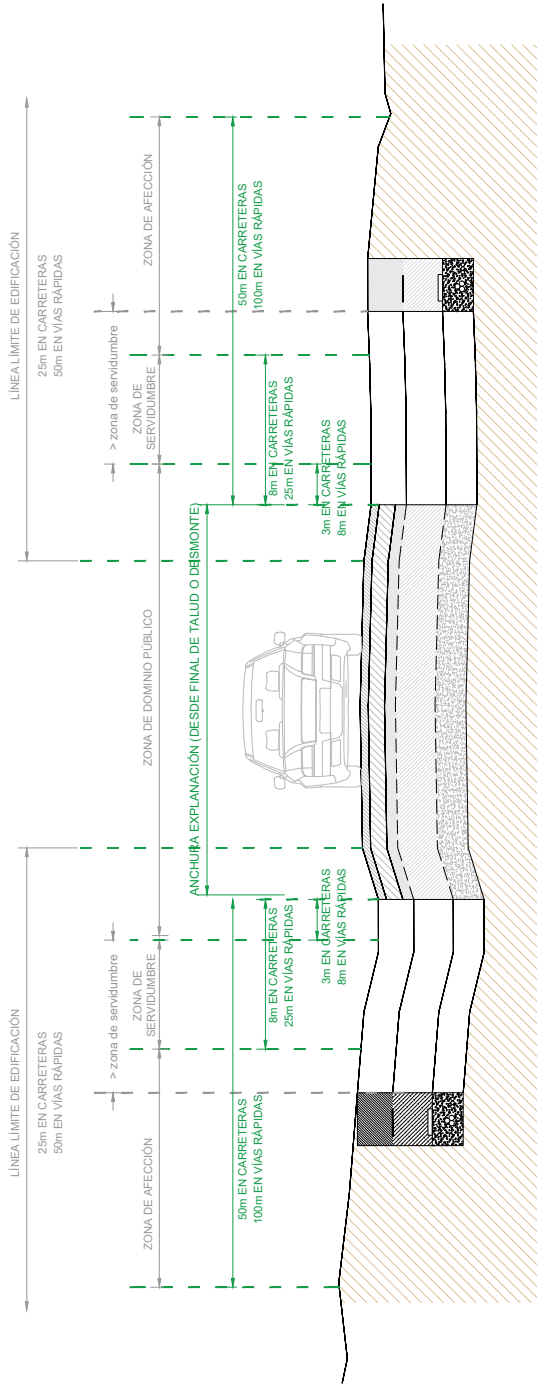 LÍNEA LÍMITE DE EDIFICACIÓN
25m EN CARRETERAS
50m EN VÍAS RÁPIDAS
> zona de servidumbre
ZONA DE AFECCIÓN
ZONA DE
SERVIDUMBRE
ZONA DE DOMINIO PÚBLICO
50m EN CARRETERAS
100m EN VÍAS RÁPIDAS
8m EN CARRETERAS
25m EN VÍAS RÁPIDAS
3m EN CARRETERAS
8m EN VÍAS RÁPIDAS
ANCHURA EXPLANACIÓN (DESDE FINAL DE TALUD O DESMONTE)
LÍNEA LÍMITE DE EDIFICACIÓN
25m EN CARRETERAS
50m EN VÍAS RÁPIDAS
> zona de servidumbre
ZONA DE
SERVIDUMBRE
ZONA DE AFECCIÓN
8m EN CARRETERAS
25m EN VÍAS RÁPIDAS
3m EN CARRETERAS
8m EN VÍAS RÁPIDAS
50m EN CARRETERAS
100m EN VÍAS RÁPIDAS